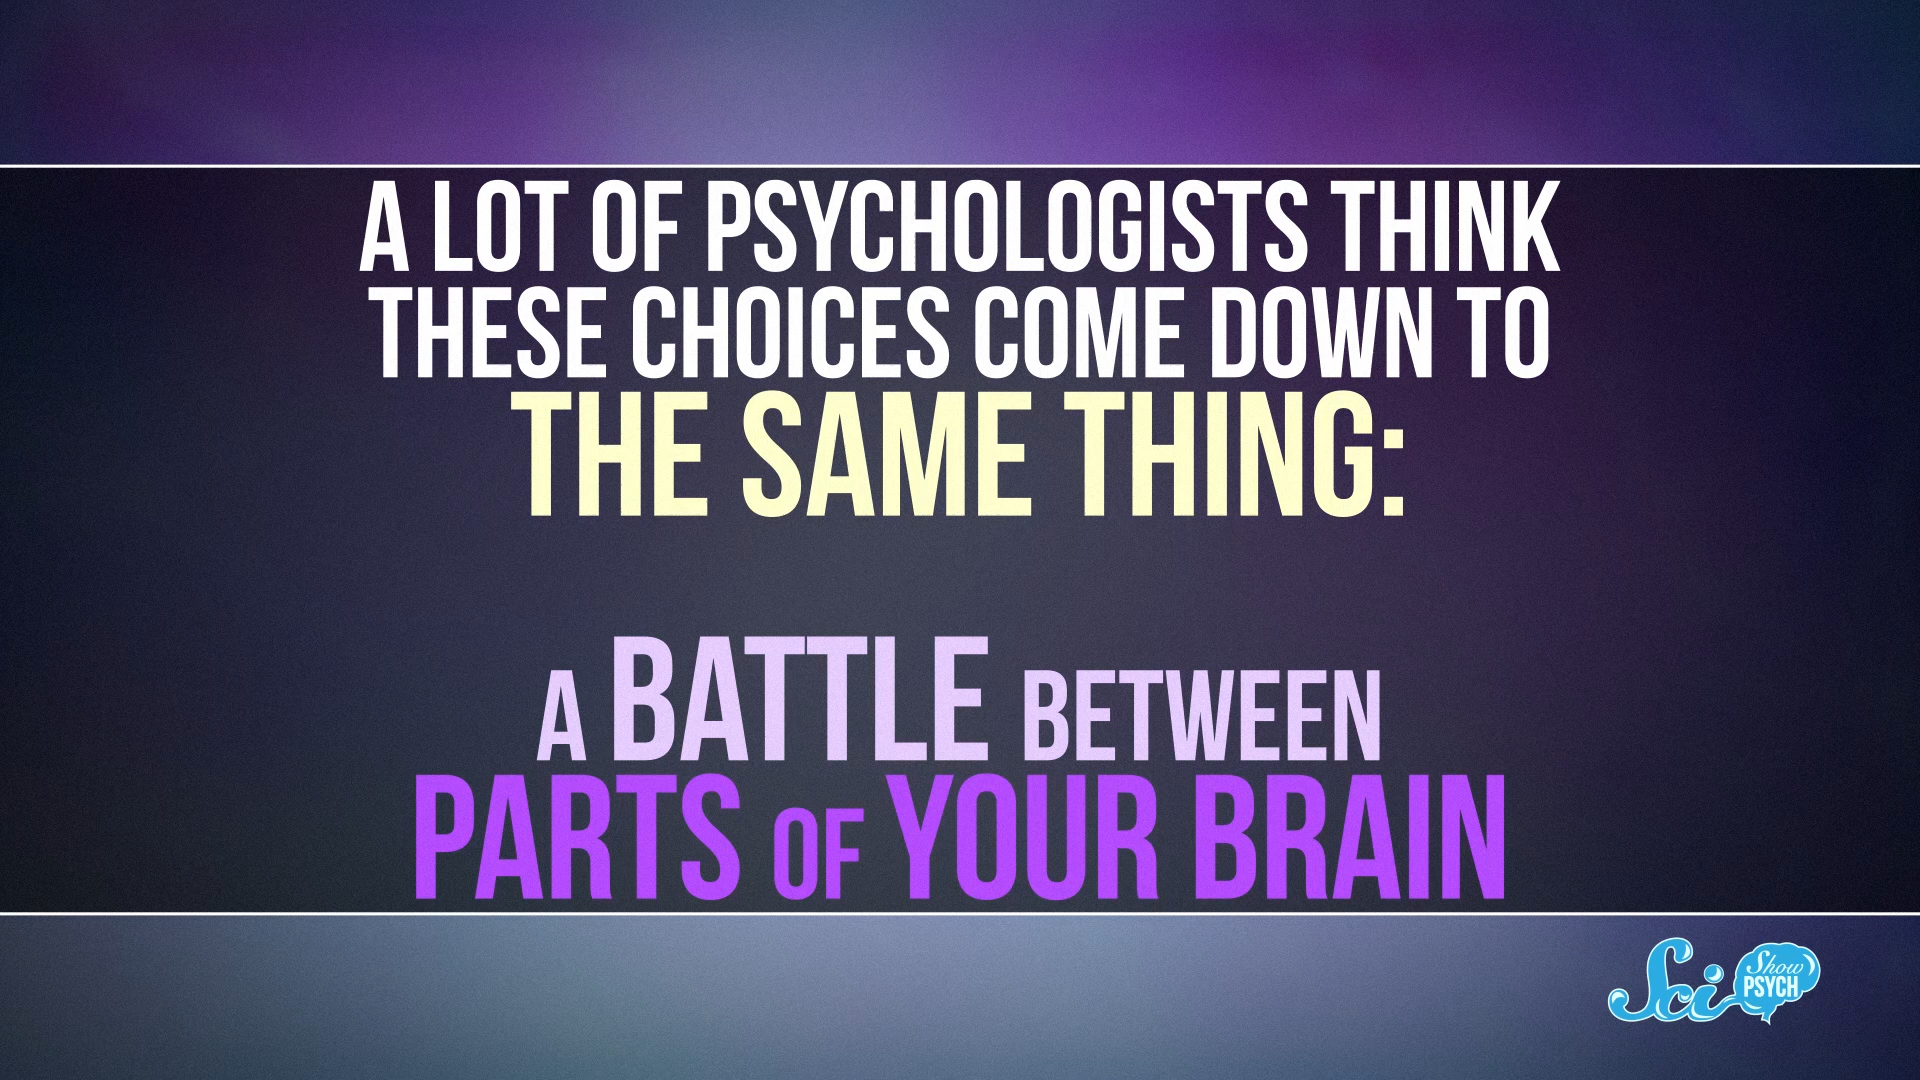 A LOT OF PSYCHOLOGISTS THINK
THESE CHOICES COME DOWN TO
THE SAME THING:
A BATTLE BETWEEN
PARTS OF YOUR BRAIN
Sci Show
PSYCH